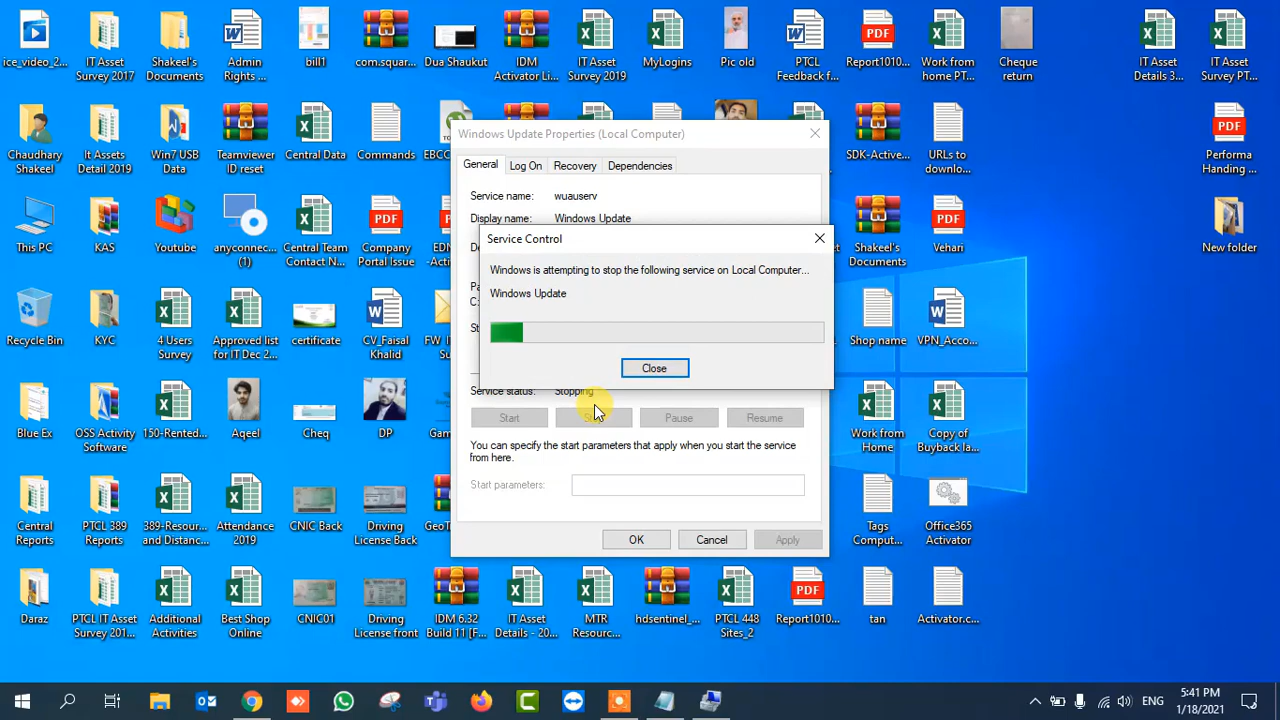 ice_video_2...
IT Asset
Survey 2017
Shakeel's
Documents
Admin
Rights ...
bill1
com.squar...
Dua Shaukut
IDM
Activator Li...
IT Asset
Survey 2019
MyLogins
Pic old
PTCL
Feedback f...
Report1010...
Work from
home PT...
Cheque
return
IT Asset
Details 3...
IT Asset
Survey PT...
Chaudhary
Shakeel
It Assets
Detail 2019
Win7 USB
Data
Teamviewer
ID reset
Central Data
Commands
EBCC
SDK-Active...
URLs to
downlo...
Performa
Handing ...
This PC
KAS
Youtube
anyconnec...
(1)
Central Team
Contact N...
Company
Portal Issue
EDN
-Activ
Shakeel's
Documents
Vehari
New folder
Recycle Bin
KYC
4 Users
Survey
Approved list
for IT Dec 2...
certificate
CV_Faisal
Khalid
FW_I
S
Shop name
VPN_Acco...
Blue Ex
OSS Activity
Software
150-Rented...
Aqeel
Cheq
DP
Gam
Work from
Home
Copy of
Buyback la...
Central
Reports
PTCL 389
Reports
389-Resour...
and Distanc...
Attendance
2019
CNIC Back
Driving
License Back
GeoT
Tags
Comput...
Office365
Activator
Daraz
PTCL IT Asset
Survey 201...
Additional
Activities
Best Shop
Online
CNIC01
Driving
License front
IDM 6.32
Build 11 [F...
IT Asset
Details - 20...
MTR
Resourc...
hdsentinel_...
PTCL 448
Sites_2
Report1010...
tan
Activator.c...
Windows Update Properties (Local Computer)
General
Log On
Recovery
Dependencies
Service name:
wuauserv
Display name:
Windows Update
Service Control
Windows is attempting to stop the following service on Local Computer...
Windows Update
Close
Service status:
Stopping
Start
Pause
Resume
You can specify the start parameters that apply when you start the service
from here.
Start parameters:
OK
Cancel
Apply
ENG
5:41 PM
1/18/2021